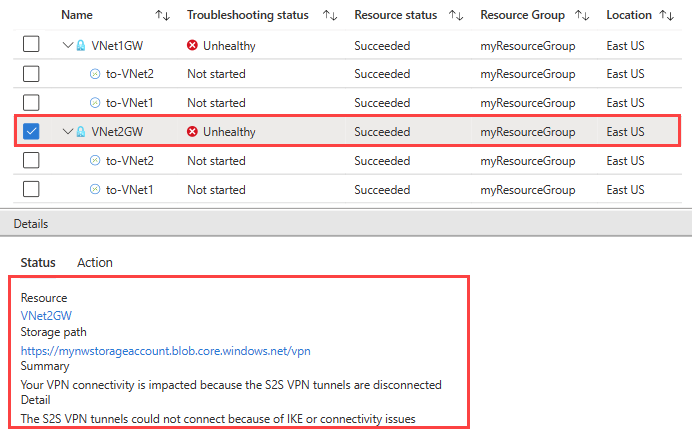 Name Troubleshooting status Resource status Resource Group Location
VNet1GW Unhealthy Succeeded myResourceGroup East US
to-VNet2 Not started Succeeded myResourceGroup East US
to-VNet1 Not started Succeeded myResourceGroup East US
VNet2GW Unhealthy Succeeded myResourceGroup East US
to-VNet2 Not started Succeeded myResourceGroup East US
to-VNet1 Not started Succeeded myResourceGroup East US
Details
Status Action
Resource
VNet2GW
Storage path
https://mynwstorageaccount.blob.core.windows.net/vpn
Summary
Your VPN connectivity is impacted because the S2S VPN tunnels are disconnected
Detail
The S2S VPN tunnels could not connect because of IKE or connectivity issues